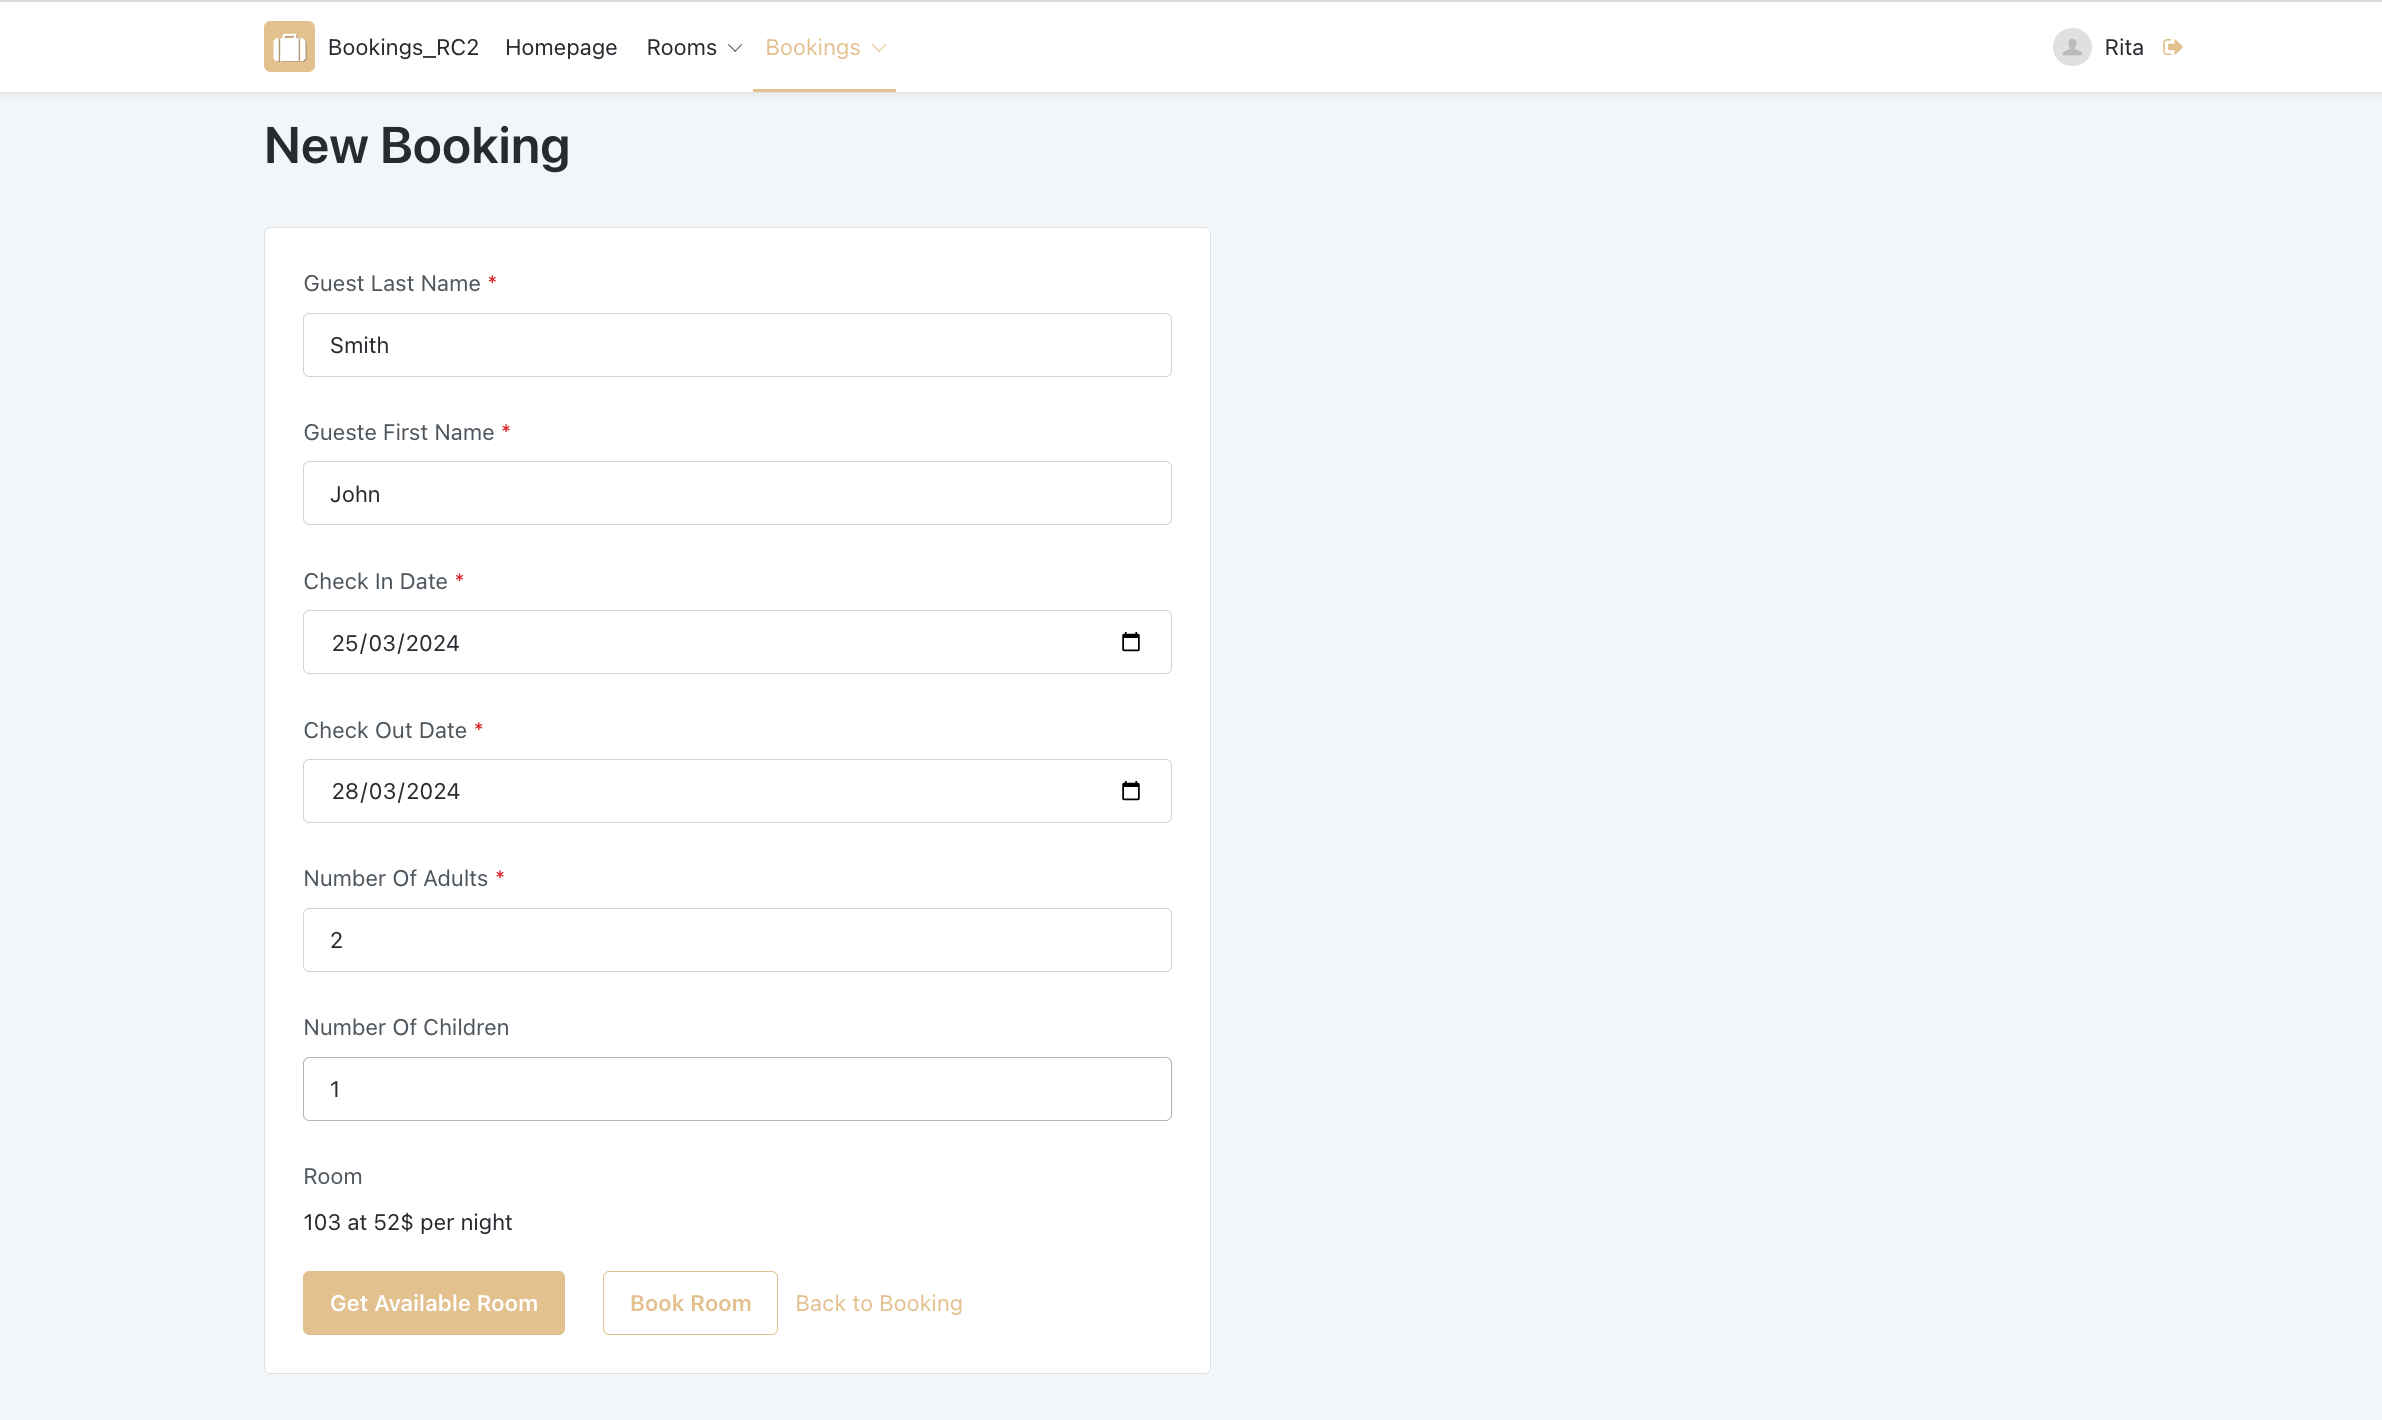 Bookings_RC2 Homepage Rooms Bookings Rita
New Booking
Guest Last Name *
Smith
Gueste First Name *
John
Check In Date *
25/03/2024
Check Out Date *
28/03/2024
Number Of Adults *
2
Number Of Children
1
Room
103 at 52$ per night
Get Available Room Book Room Back to Booking